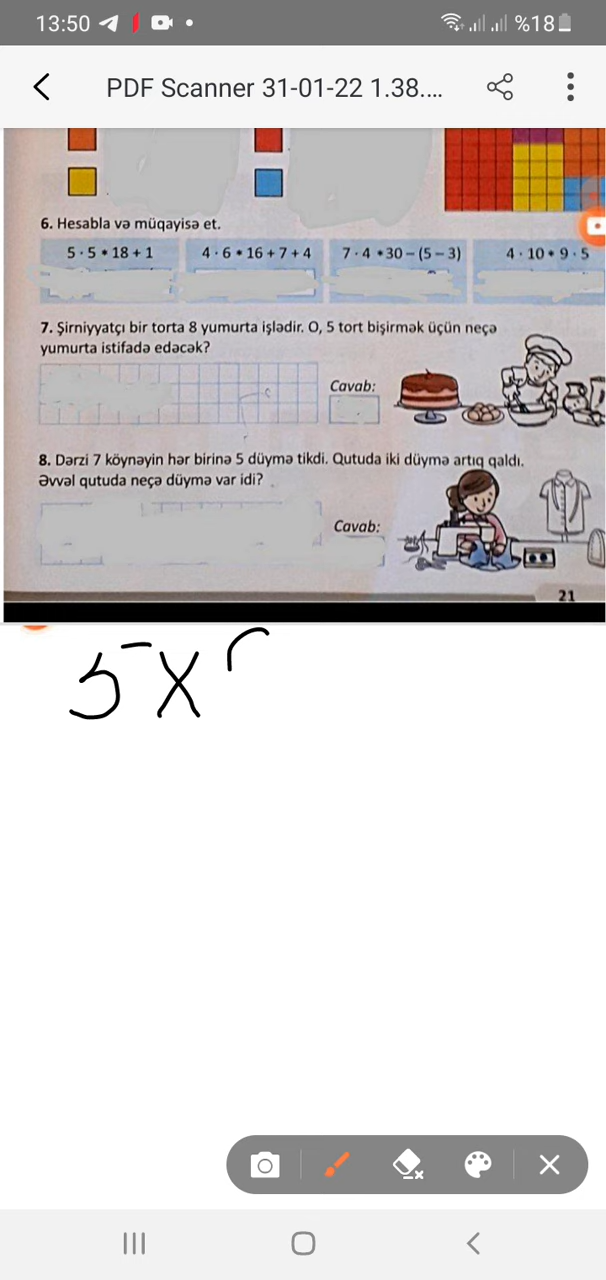 13:50 %18
PDF Scanner 31-01-22 1.38....
6. Hesabla və müqayisə et.
5 · 5 • 18 + 1
4 · 6 • 16 + 7 + 4
7 · 4 • 30 – (5 – 3)
4 · 10 • 9 · 5
7. Şirniyyatçı bir torta 8 yumurta işlədir. O, 5 tort bişirmək üçün neçə
yumurta istifadə edəcək?
Cavab:
8. Dərzi 7 köynəyin hər birinə 5 düymə tikdi. Qutuda iki düymə artıq qaldı.
Əvvəl qutuda neçə düymə var idi?
Cavab:
21
5 x